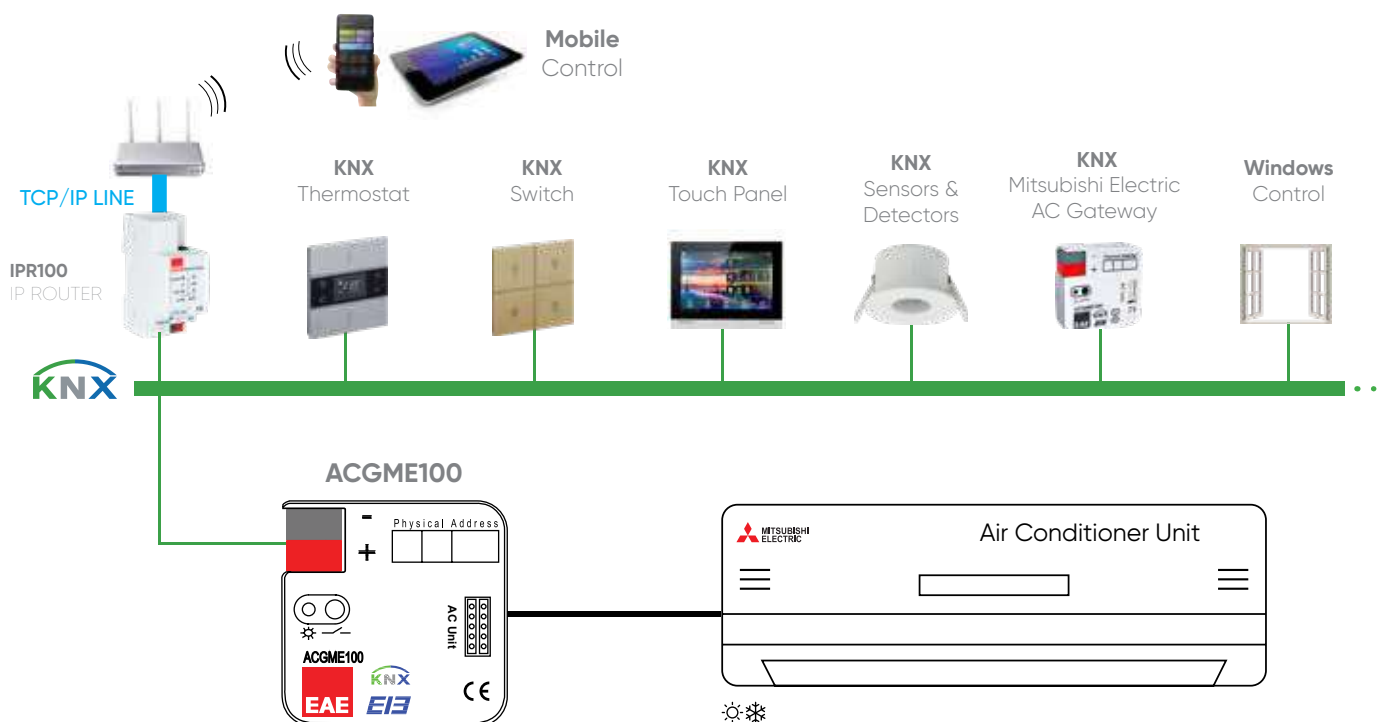 Mobile
Control
TCP/IP LINE
IPR100
IP ROUTER
KNX
Thermostat
KNX
Switch
KNX
Touch Panel
KNX
Sensors &
Detectors
KNX
Mitsubishi Electric
AC Gateway
Windows
Control
KNX
ACGME100
- Physical Address
+
AC Unit
ACGME100
EAE
KNX
EIB
CE
MITSUBISHI
ELECTRIC
Air Conditioner Unit